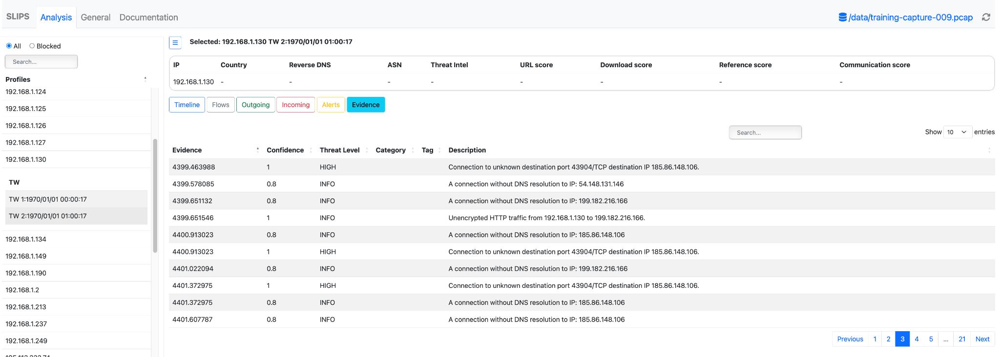 SLIPS Analysis General Documentation /data/training-capture-009.pcap
All Blocked
Search...
Profiles
192.168.1.124
192.168.1.125
192.168.1.126
192.168.1.127
192.168.1.130
TW
TW 1:1970/01/01 00:00:17
TW 2:1970/01/01 01:00:17
192.168.1.134
192.168.1.149
192.168.1.190
192.168.1.2
192.168.1.213
192.168.1.237
192.168.1.249
Selected: 192.168.1.130 TW 2:1970/01/01 01:00:17
IP Country Reverse DNS ASN Threat Intel URL score Download score Reference score Communication score
192.168.1.130 - - - - - - - -
Timeline Flows Outgoing Incoming Alerts Evidence
Search... Show 10 entries
Evidence Confidence Threat Level Category Tag Description
4399.463988 1 HIGH Connection to unknown destination port 43904/TCP destination IP 185.86.148.106.
4399.578085 0.8 INFO A connection without DNS resolution to IP: 54.148.131.146
4399.651132 0.8 INFO A connection without DNS resolution to IP: 199.182.216.166
4399.651546 1 INFO Unencrypted HTTP traffic from 192.168.1.130 to 199.182.216.166.
4400.913023 0.8 INFO A connection without DNS resolution to IP: 185.86.148.106
4400.913023 1 HIGH Connection to unknown destination port 43904/TCP destination IP 185.86.148.106.
4401.022094 0.8 INFO A connection without DNS resolution to IP: 199.182.216.166
4401.372975 1 HIGH Connection to unknown destination port 43904/TCP destination IP 185.86.148.106.
4401.372975 0.8 INFO A connection without DNS resolution to IP: 185.86.148.106
4401.607787 0.8 INFO A connection without DNS resolution to IP: 185.86.148.106
Previous 1 2 3 4 5 ... 21 Next